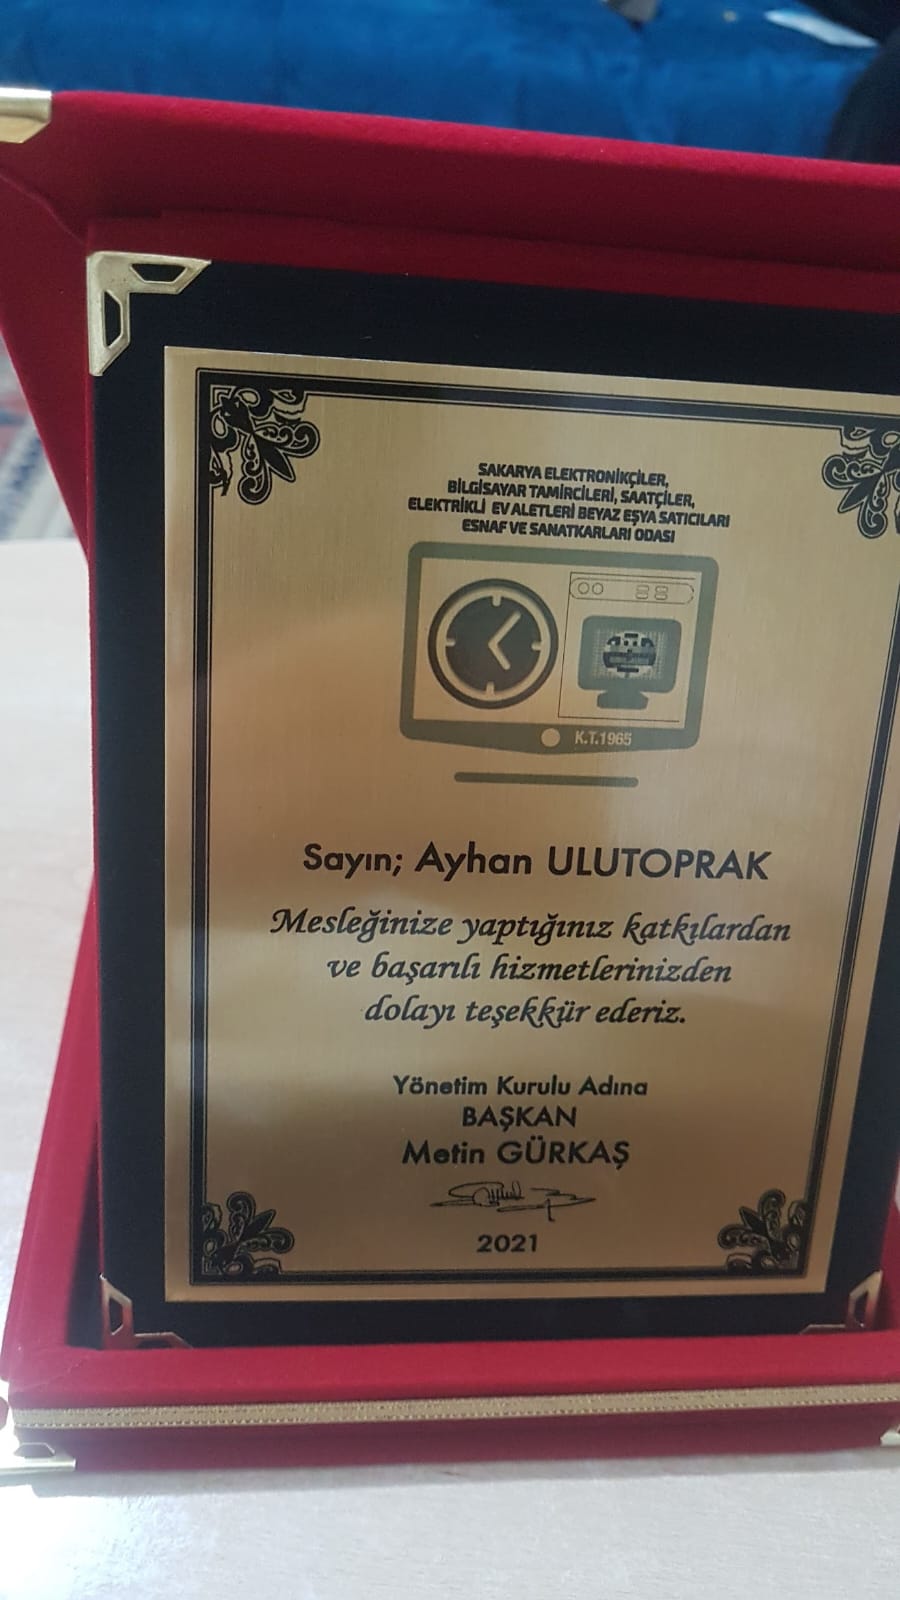 SAKARYA ELEKTRONİKÇİLER,
BİLGİSAYAR TAMİRCİLERİ, SAATÇİLER,
ELEKTRİKLİ EV ALETLERİ BEYAZ EŞYA SATICILARI
ESNAF VE SANATKARLARI ODASI
K.T.1965
Sayın; Ayhan ULUTOPRAK
Mesleğinize yaptığınız katkılardan
ve başarılı hizmetlerinizden
dolayı teşekkür ederiz.
Yönetim Kurulu Adına
BAŞKAN
Metin GÜRKAŞ
2021